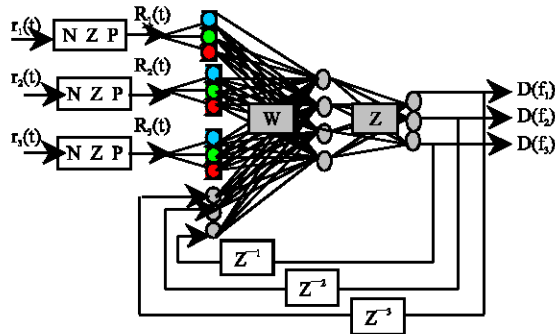 r₁(t) N Z P R₁(t)
D(f₁)
r₂(t) N Z P R₂(t)
W Z
D(f₂)
D(f₃)
r₃(t) N Z P R₃(t)
Z⁻¹
Z⁻²
Z⁻³